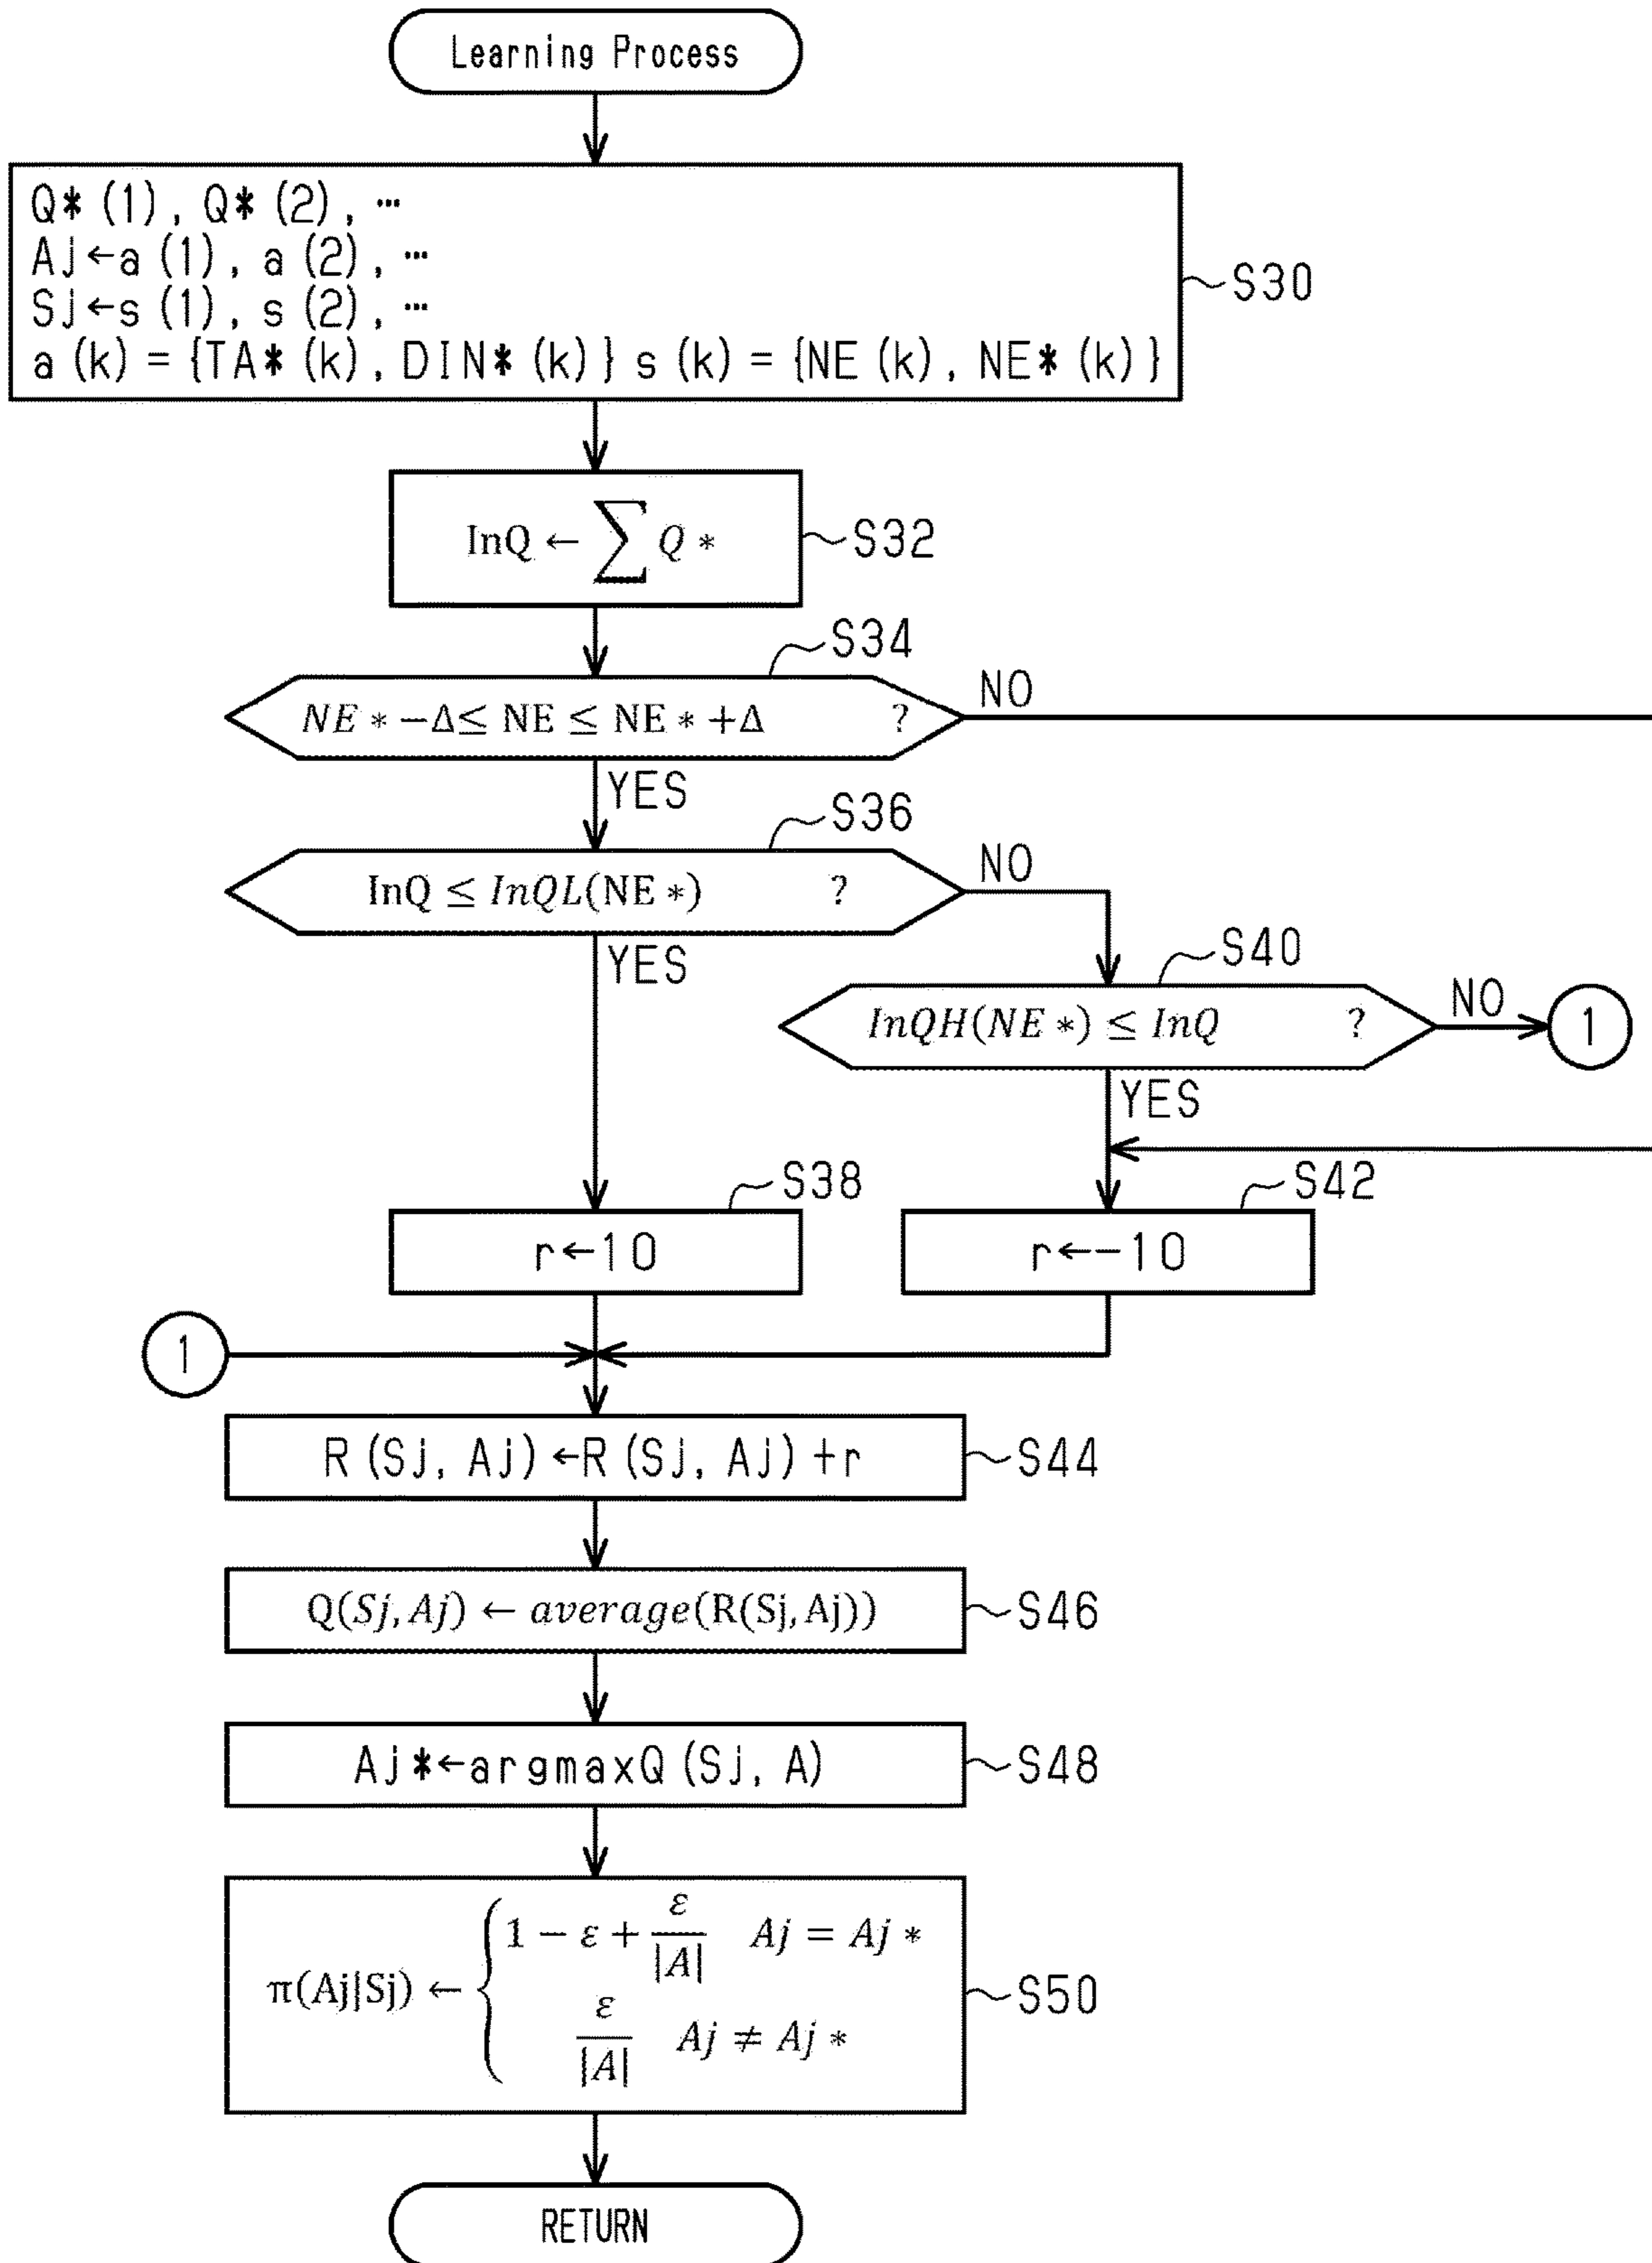 Learning Process
Q* (1), Q* (2), …
Aj←a (1), a (2), …
Sj←s (1), s (2), …
a (k) = {TA* (k), DIN* (k)} s (k) = {NE (k), NE* (k)}
S30
InQ ← ∑ Q *
S32
S34
NE * −Δ≤ NE ≤ NE * +Δ ?
NO
YES
S36
InQ ≤ InQL(NE *) ?
NO
YES
S40
InQH(NE *) ≤ InQ ?
NO
1
YES
S38
r←10
S42
r←−10
1
R (Sj, Aj) ←R (Sj, Aj) +r
S44
Q(Sj, Aj) ← average(R(Sj, Aj))
S46
Aj*←argmaxQ (Sj, A)
S48
π(Aj|Sj) ← { 1 − ε + ε/|A| Aj = Aj *
ε/|A| Aj ≠ Aj *
S50
RETURN